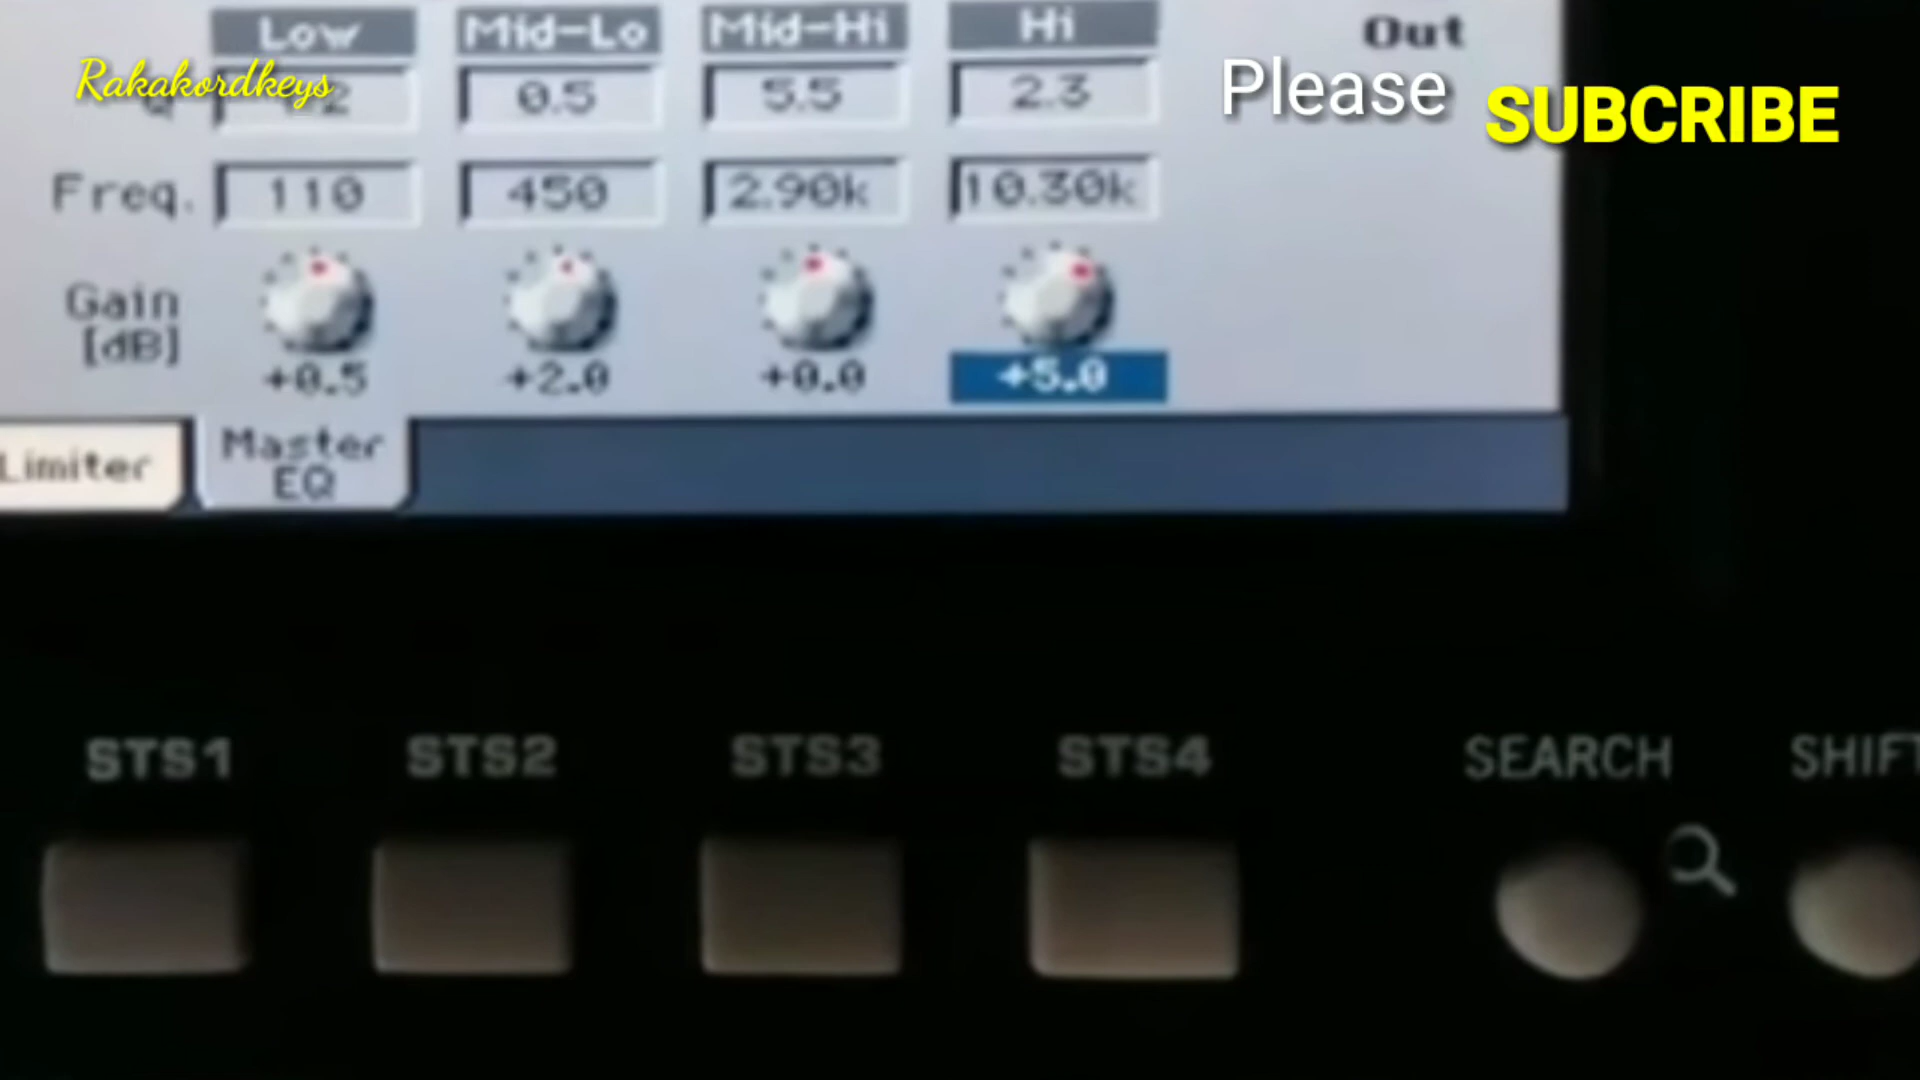 Low Mid-Lo Mid-Hi Hi Out
Rakakordkeys
Q 0.5 5.5 2.3
Please SUBCRIBE
Freq. 110 450 2.90k 10.30k
Gain
[dB]
+0.5 +2.0 +0.0 +5.0
Limiter Master
EQ
STS1 STS2 STS3 STS4 SEARCH SHIFT